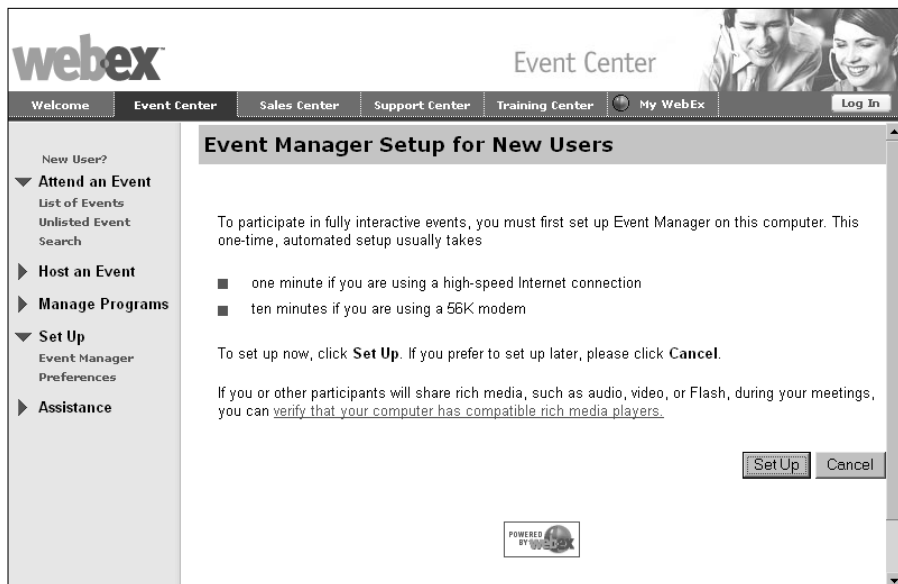 webex
Event Center
Welcome
Event Center
Sales Center
Support Center
Training Center
My WebEx
Log In
New User?
Attend an Event
List of Events
Unlisted Event
Search
Host an Event
Manage Programs
Set Up
Event Manager
Preferences
Assistance
Event Manager Setup for New Users
To participate in fully interactive events, you must first set up Event Manager on this computer. This
one-time, automated setup usually takes
one minute if you are using a high-speed Internet connection
ten minutes if you are using a 56K modem
To set up now, click Set Up. If you prefer to set up later, please click Cancel.
If you or other participants will share rich media, such as audio, video, or Flash, during your meetings,
you can verify that your computer has compatible rich media players.
Set Up
Cancel
POWERED
BY webex